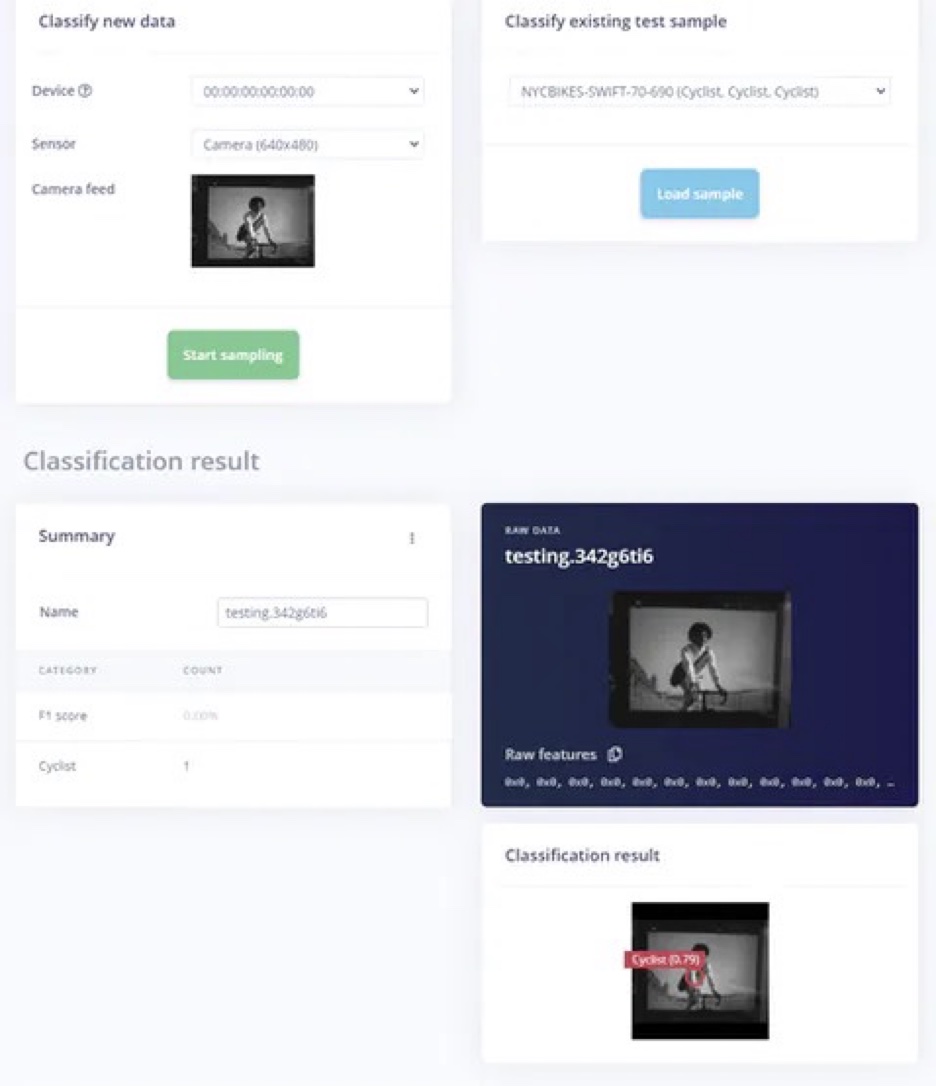 Classify new data
Device ?
00:00:00:00:00:00
Sensor
Camera (640x480)
Camera feed
Start sampling
Classify existing test sample
NYCBIKES-SWIFT-70-690 (Cyclist, Cyclist, Cyclist)
Load sample
Classification result
Summary
Name
testing.342g6ti6
CATEGORY COUNT
F1 score 0.00%
Cyclist 1
RAW DATA
testing.342g6ti6
Raw features
0x0, 0x0, 0x0, 0x0, 0x0, 0x0, 0x0, 0x0, 0x0, 0x0, 0x0, 0x0, …
Classification result
Cyclist (0.79)